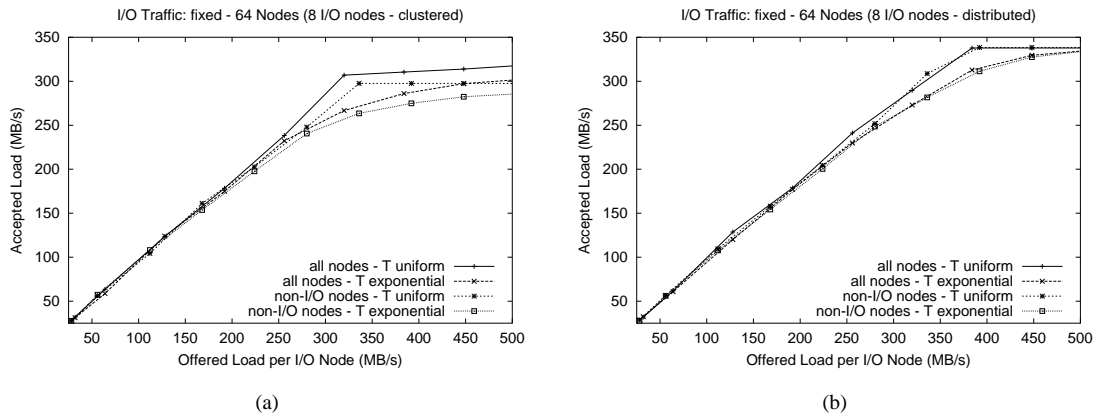 I/O Traffic: fixed - 64 Nodes (8 I/O nodes - clustered)
350
300
250
200
150
100
50
Accepted Load (MB/s)
all nodes - T uniform
all nodes - T exponential
non-I/O nodes - T uniform
non-I/O nodes - T exponential
50 100 150 200 250 300 350 400 450 500
Offered Load per I/O Node (MB/s)
(a)
I/O Traffic: fixed - 64 Nodes (8 I/O nodes - distributed)
350
300
250
200
150
100
50
Accepted Load (MB/s)
all nodes - T uniform
all nodes - T exponential
non-I/O nodes - T uniform
non-I/O nodes - T exponential
50 100 150 200 250 300 350 400 450 500
Offered Load per I/O Node (MB/s)
(b)